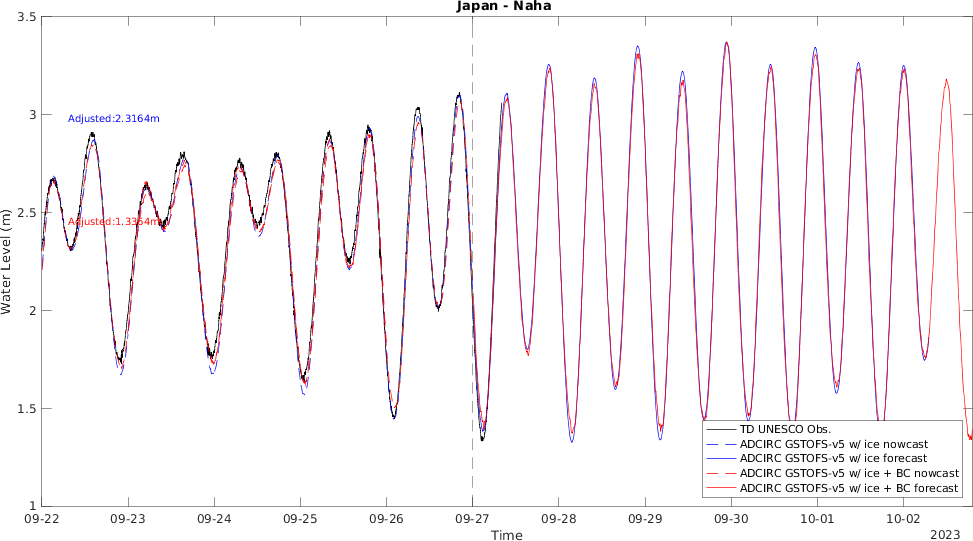 Japan - Naha
3.5
3
2.5
2
1.5
1
Water Level (m)
Adjusted:2.3164m
Adjusted:1.3364m
TD UNESCO Obs.
ADCIRC GSTOFS-v5 w/ ice nowcast
ADCIRC GSTOFS-v5 w/ ice forecast
ADCIRC GSTOFS-v5 w/ ice + BC nowcast
ADCIRC GSTOFS-v5 w/ ice + BC forecast
09-22 09-23 09-24 09-25 09-26 09-27 09-28 09-29 09-30 10-01 10-02
Time
2023